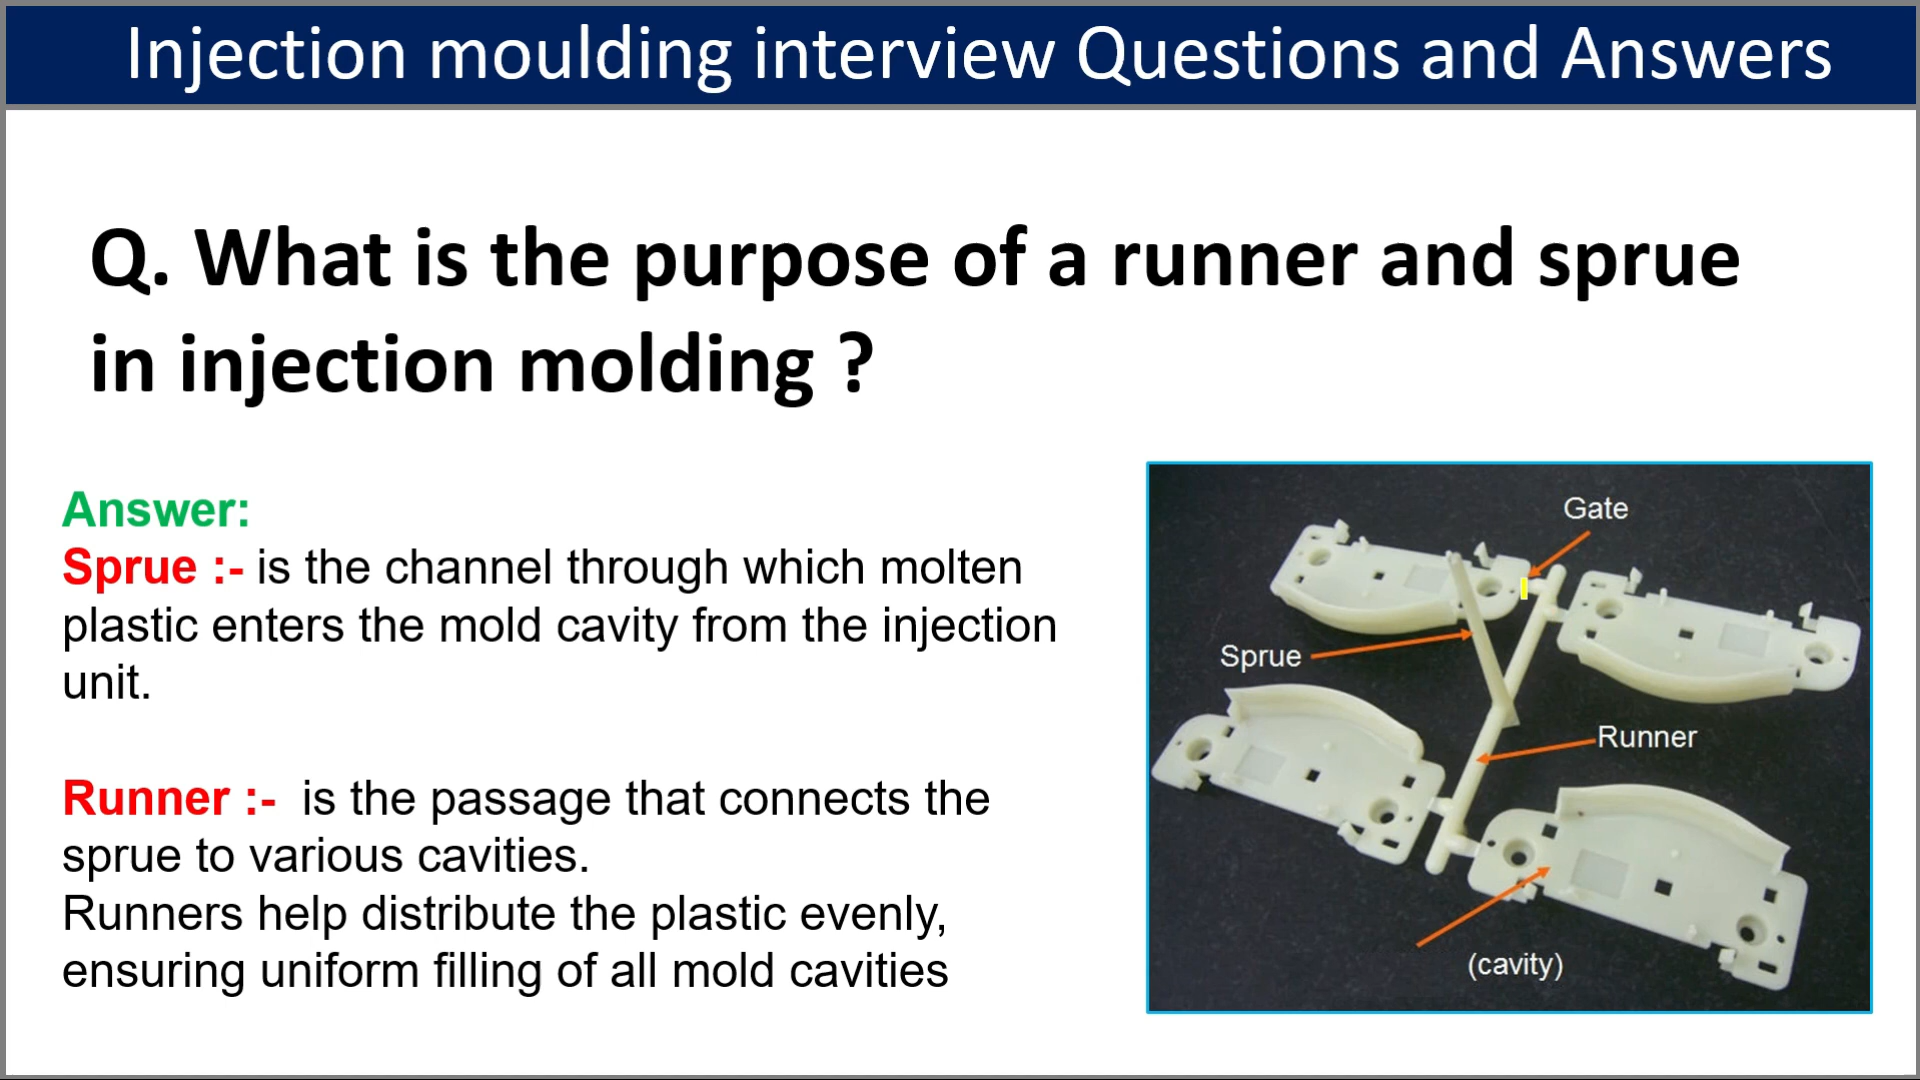 Injection moulding interview Questions and Answers
Q. What is the purpose of a runner and sprue
in injection molding ?
Answer:
Sprue :- is the channel through which molten
plastic enters the mold cavity from the injection
unit.
Runner :- is the passage that connects the
sprue to various cavities.
Runners help distribute the plastic evenly,
ensuring uniform filling of all mold cavities
Gate
Sprue
Runner
(cavity)